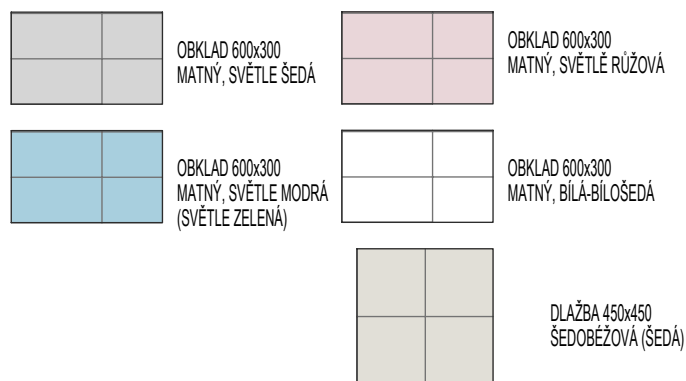 OBKLAD 600x300
MATNÝ, SVĚTLE ŠEDÁ
OBKLAD 600x300
MATNÝ, SVĚTLĚ RŮŽOVÁ
OBKLAD 600x300
MATNÝ, SVĚTLE MODRÁ
(SVĚTLE ZELENÁ)
OBKLAD 600x300
MATNÝ, BÍLÁ-BÍLOŠEDÁ
DLAŽBA 450x450
ŠEDOBÉŽOVÁ (ŠEDÁ)